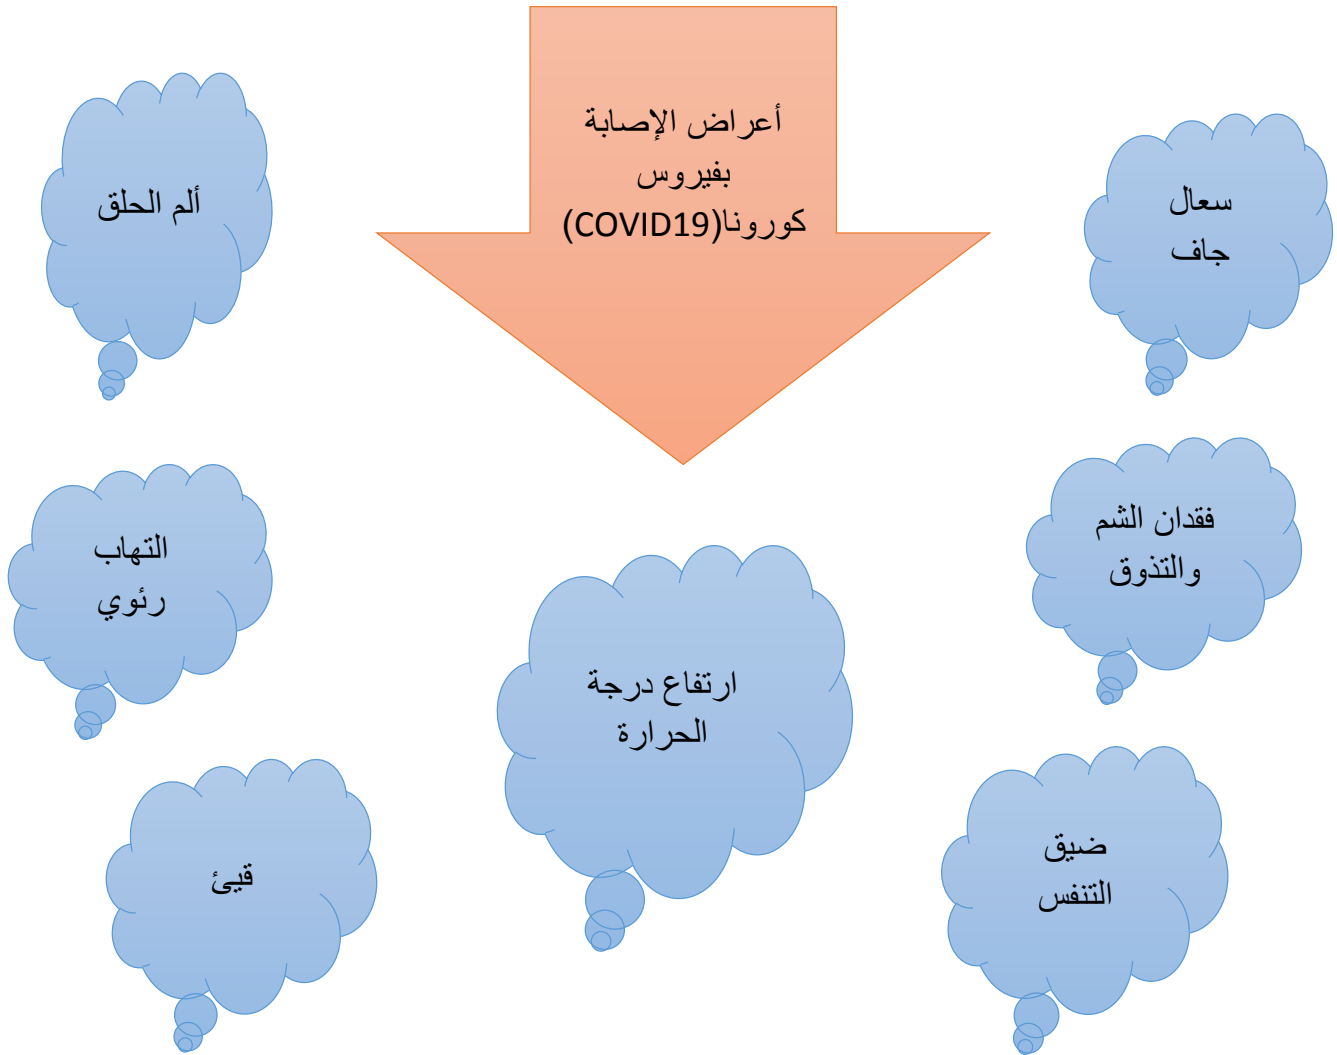 أعراض الإصابة
بفيروس
كورونا(COVID19)
سعال
جاف
ألم الحلق
فقدان الشم
والتذوق
التهاب
رئوي
ارتفاع درجة
الحرارة
ضيق
التنفس
قيئ